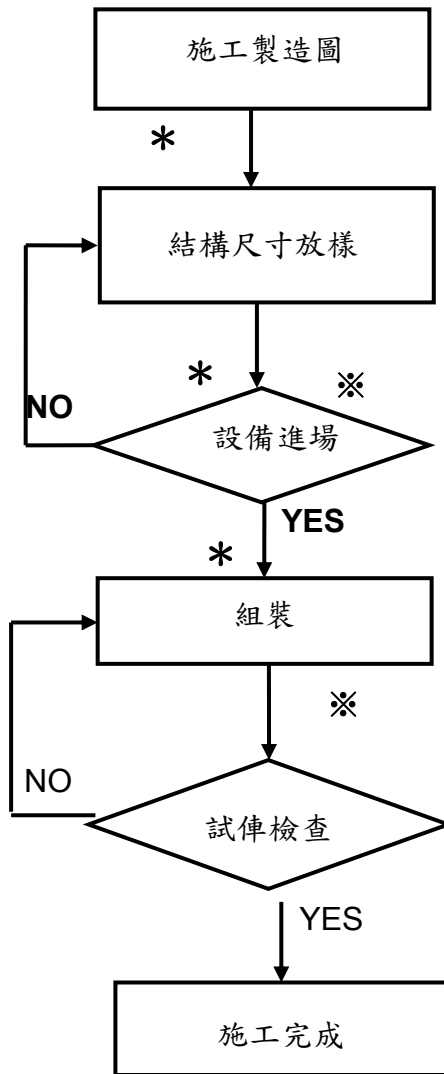 施工製造圖
*
結構尺寸放樣
* ※
NO
設備進場
YES
*
組裝
※
NO
試俥檢查
YES
施工完成